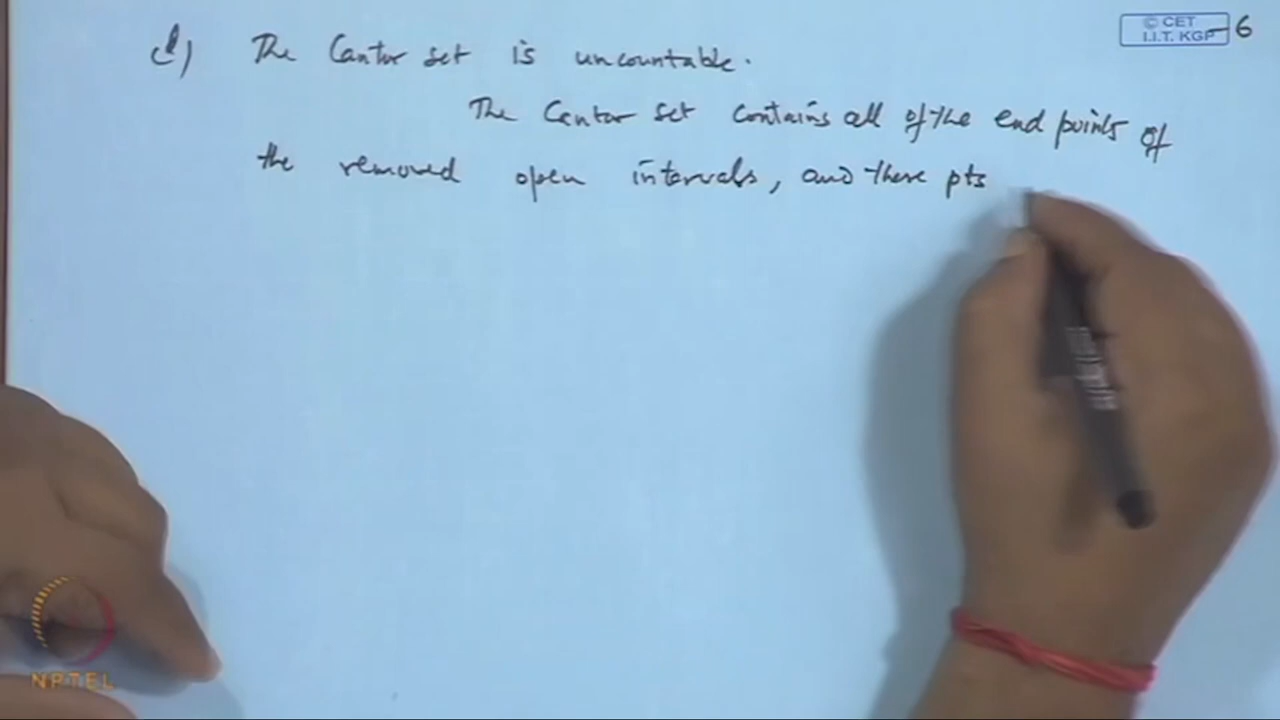 © CET
I.I.T. KGP
-6
d) The Cantor set is uncountable.
The Cantor set contains all of the end points of
the removed open intervals, and these pts
NPTEL